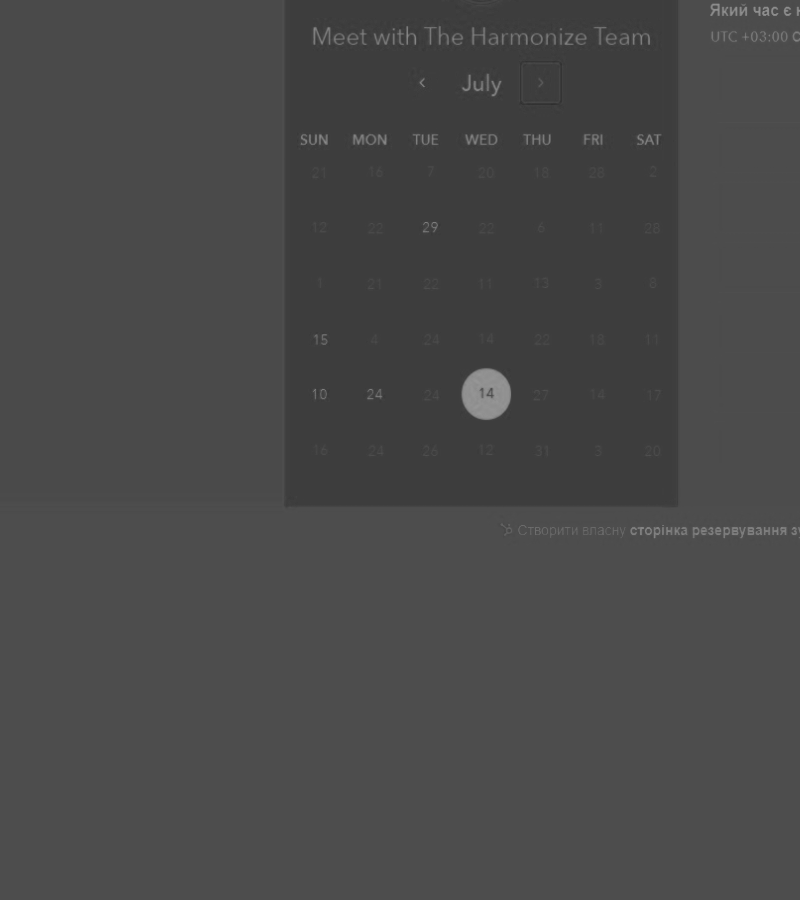 Який час є н
Meet with The Harmonize Team
UTC +03:00
‹ July ›
SUN MON TUE WED THU FRI SAT
21 16 7 20 18 28 2
12 22 29 22 6 11 28
1 21 22 11 13 3 8
15 4 24 14 22 18 11
10 24 24 14 27 14 17
16 24 26 12 31 3 20
Створити власну сторінка резервування зу